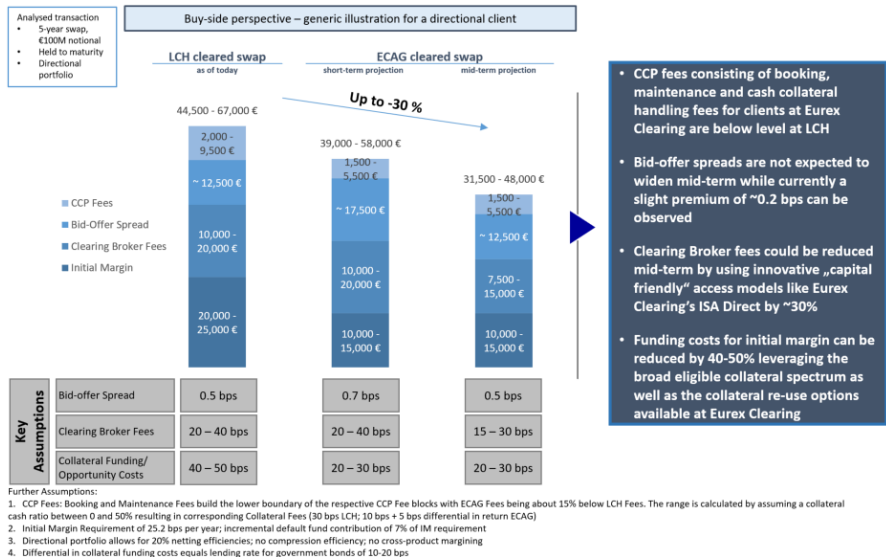 Analysed transaction
• 5-year swap,
€100M notional
• Held to maturity
• Directional
portfolio
Buy-side perspective – generic illustration for a directional client
LCH cleared swap
as of today
ECAG cleared swap
short-term projection
mid-term projection
Up to -30 %
44,500 - 67,000 €
2,000 -
9,500 €
~ 12,500 €
10,000 -
20,000 €
20,000 -
25,000 €
39,000 - 58,000 €
1,500 -
5,500 €
~ 17,500 €
10,000 -
20,000 €
10,000 -
15,000 €
31,500 - 48,000 €
1,500 -
5,500 €
~ 12,500 €
7,500 -
15,000 €
10,000 -
15,000 €
CCP Fees
Bid-Offer Spread
Clearing Broker Fees
Initial Margin
• CCP fees consisting of booking,
maintenance and cash collateral
handling fees for clients at Eurex
Clearing are below level at LCH
• Bid-offer spreads are not expected to
widen mid-term while currently a
slight premium of ~0.2 bps can be
observed
• Clearing Broker fees could be reduced
mid-term by using innovative „capital
friendly“ access models like Eurex
Clearing’s ISA Direct by ~30%
• Funding costs for initial margin can be
reduced by 40-50% leveraging the
broad eligible collateral spectrum as
well as the collateral re-use options
available at Eurex Clearing
Key
Assumptions
Bid-offer Spread
0.5 bps
0.7 bps
0.5 bps
Clearing Broker Fees
20 – 40 bps
20 – 40 bps
15 – 30 bps
Collateral Funding/
Opportunity Costs
40 – 50 bps
20 – 30 bps
20 – 30 bps
Further Assumptions:
1. CCP Fees: Booking and Maintenance Fees build the lower boundary of the respective CCP Fee blocks with ECAG Fees being about 15% below LCH Fees. The range is calculated by assuming a collateral
cash ratio between 0 and 50% resulting in corresponding Collateral Fees (30 bps LCH; 10 bps + 5 bps differential in return ECAG)
2. Initial Margin Requirement of 25.2 bps per year; incremental default fund contribution of 7% of IM requirement
3. Directional portfolio allows for 20% netting efficiencies; no compression efficiency; no cross-product margining
4. Differential in collateral funding costs equals lending rate for government bonds of 10-20 bps